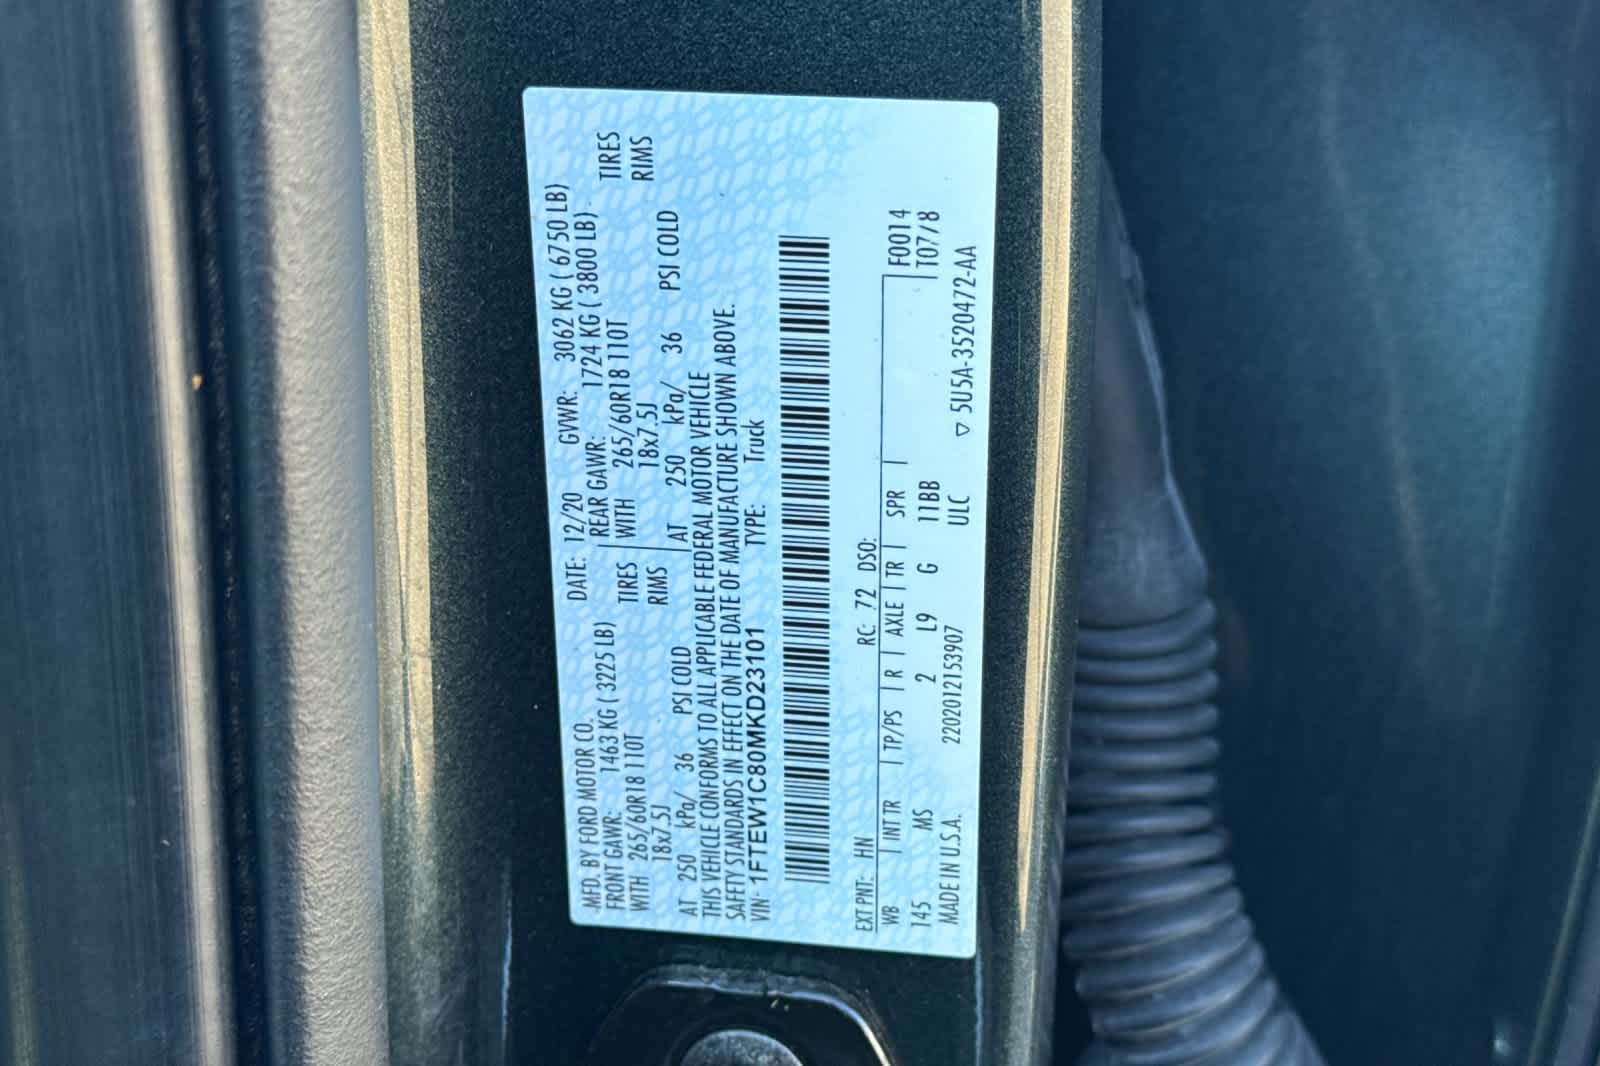 MFD. BY FORD MOTOR CO.
DATE: 12/20 GVWR: 3062 KG ( 6750 LB)
FRONT GAWR: 1463 KG ( 3225 LB) REAR GAWR: 1724 KG ( 3800 LB)
WITH 265/60R18 110T TIRES WITH 265/60R18 110T TIRES
18x7.5J RIMS 18x7.5J RIMS
AT 250 kPa/ 36 PSI COLD AT 250 kPa/ 36 PSI COLD
THIS VEHICLE CONFORMS TO ALL APPLICABLE FEDERAL MOTOR VEHICLE
SAFETY STANDARDS IN EFFECT ON THE DATE OF MANUFACTURE SHOWN ABOVE.
VIN: 1FTEW1C80MKD23101 TYPE: Truck
EXT PNT: HN RC: 72 DSO:
WB INT TR TP/PS R AXLE TR SPR F0014
145 MS 2 L9 G 11BB T07/8
ULC
MADE IN U.S.A. 2202012153907 ▽ 5U5A-3520472-AA